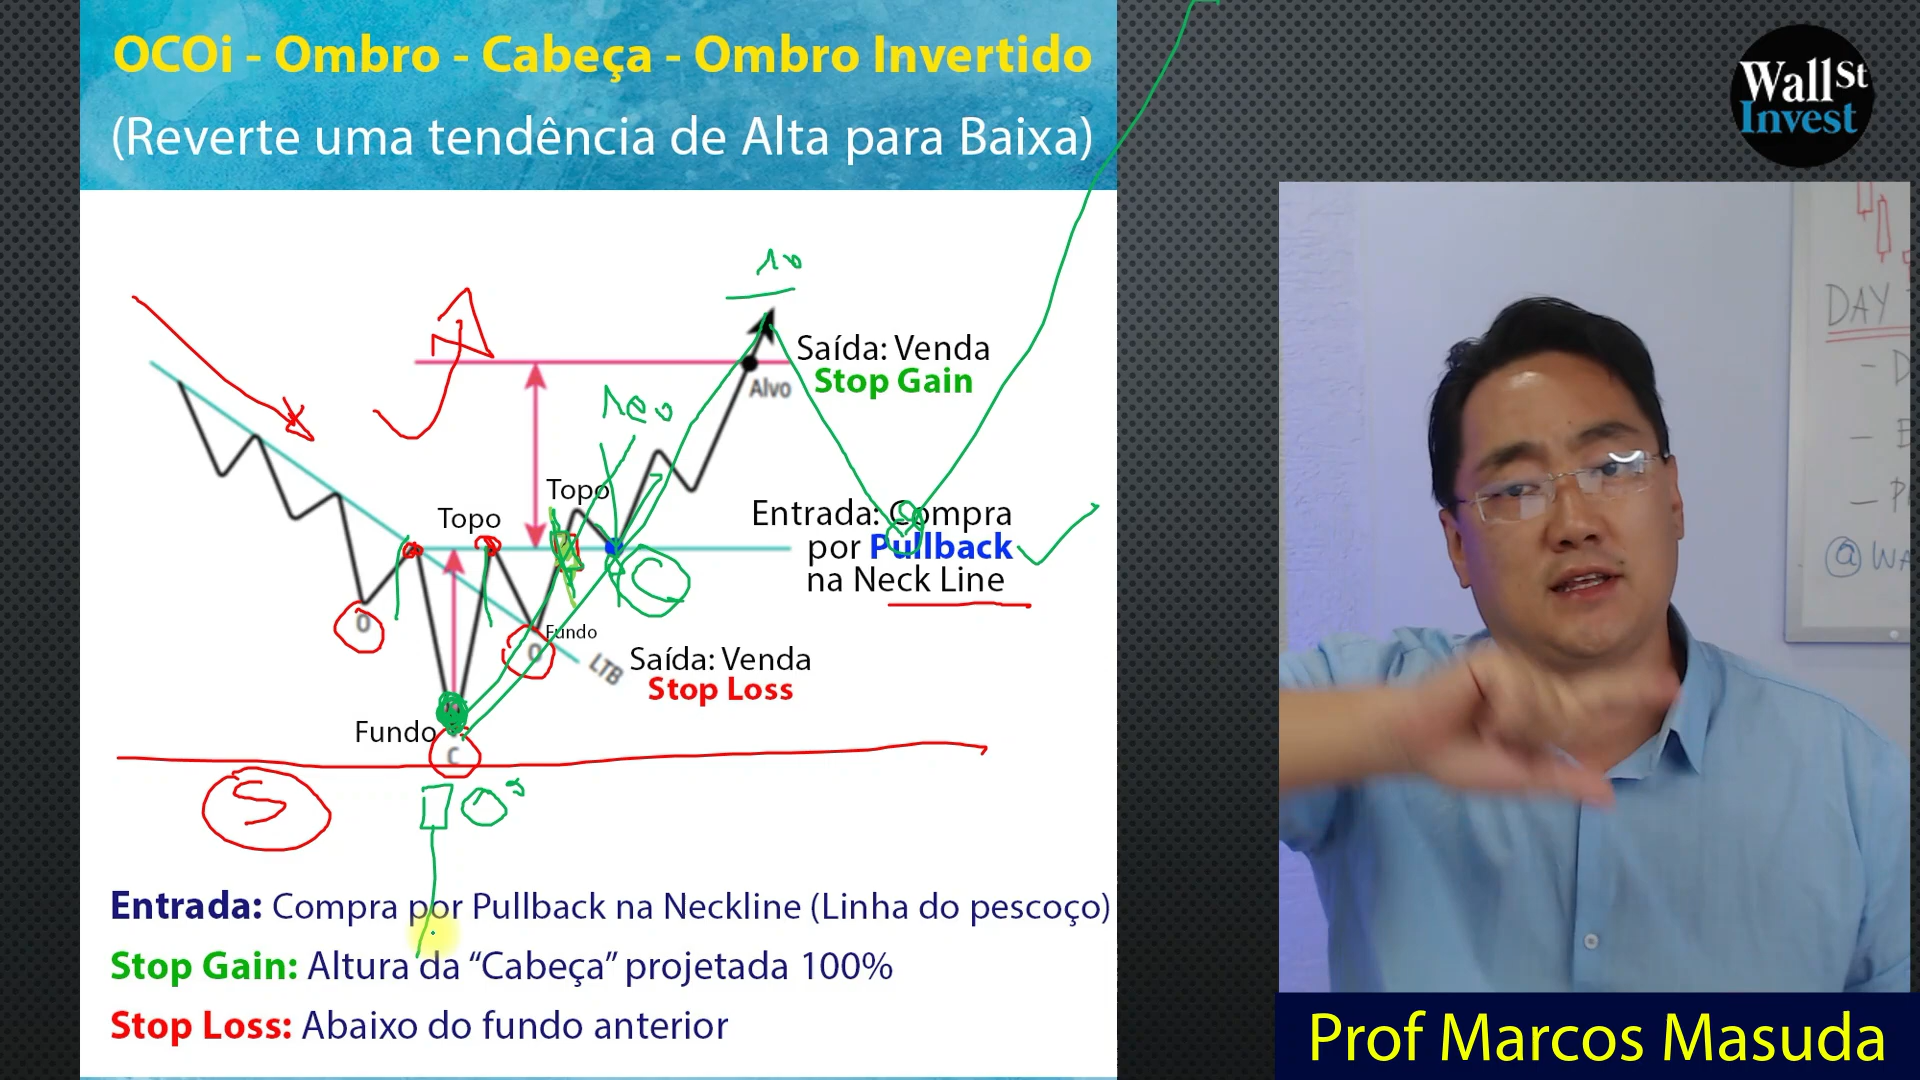 OCOi - Ombro - Cabeça - Ombro Invertido
(Reverte uma tendência de Alta para Baixa)
Wall St
Invest
10
Saída: Venda
Stop Gain
Alvo
100
Topo
Topo
Entrada: Compra
por Pullback
na Neck Line
O
Fundo
O
LTB
Saída: Venda
Stop Loss
Fundo
C
S
Entrada: Compra por Pullback na Neckline (Linha do pescoço)
Stop Gain: Altura da “Cabeça” projetada 100%
Stop Loss: Abaixo do fundo anterior
DAY
Prof Marcos Masuda